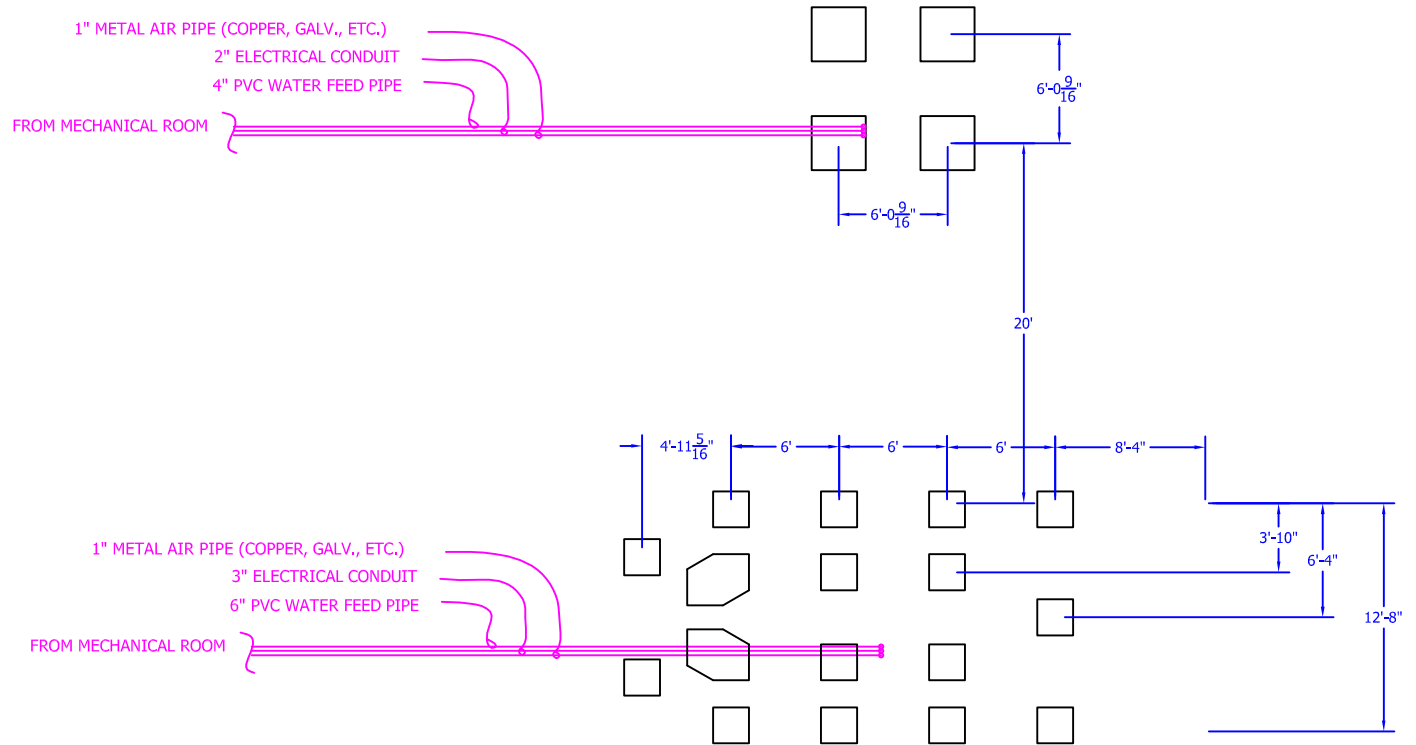 1" METAL AIR PIPE (COPPER, GALV., ETC.)
2" ELECTRICAL CONDUIT
4" PVC WATER FEED PIPE
FROM MECHANICAL ROOM
6'-0 9/16"
6'-0 9/16"
20'
4'-11 5/16"
6'
6'
6'
8'-4"
3'-10"
6'-4"
12'-8"
1" METAL AIR PIPE (COPPER, GALV., ETC.)
3" ELECTRICAL CONDUIT
6" PVC WATER FEED PIPE
FROM MECHANICAL ROOM